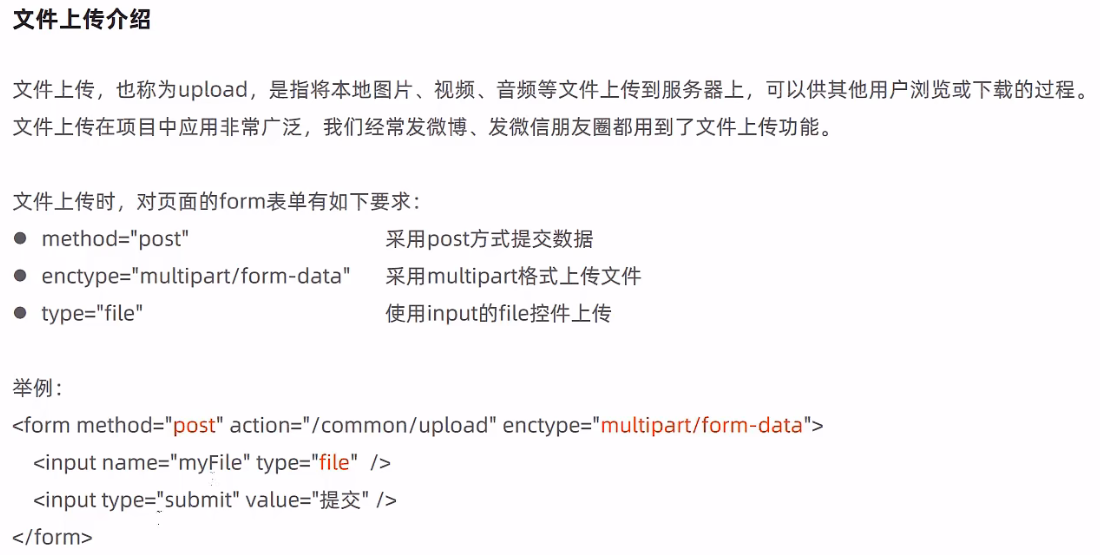 文件上传介绍
文件上传，也称为upload，是指将本地图片、视频、音频等文件上传到服务器上，可以供其他用户浏览或下载的过程。
文件上传在项目中应用非常广泛，我们经常发微博、发微信朋友圈都用到了文件上传功能。
文件上传时，对页面的form表单有如下要求：
● method="post" 采用post方式提交数据
● enctype="multipart/form-data" 采用multipart格式上传文件
● type="file" 使用input的file控件上传
举例：
<form method="post" action="/common/upload" enctype="multipart/form-data">
<input name="myFile" type="file" />
<input type="submit" value="提交" />
</form>